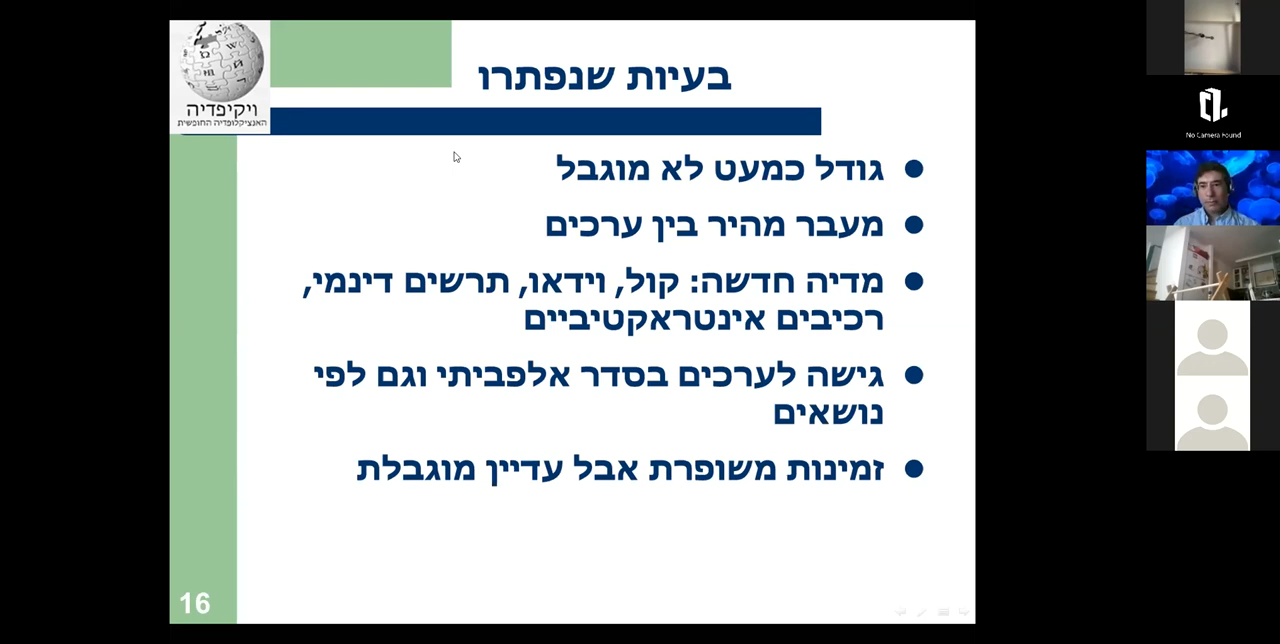 בעיות שנפתרו
ויקיפדיה
האנציקלופדיה החופשית
גודל כמעט לא מוגבל
מעבר מהיר בין ערכים
מדיה חדשה: קול, וידאו, תרשים דינמי,
רכיבים אינטראקטיביים
גישה לערכים בסדר אלפביתי וגם לפי
נושאים
זמינות משופרת אבל עדיין מוגבלת
16
No Camera Found